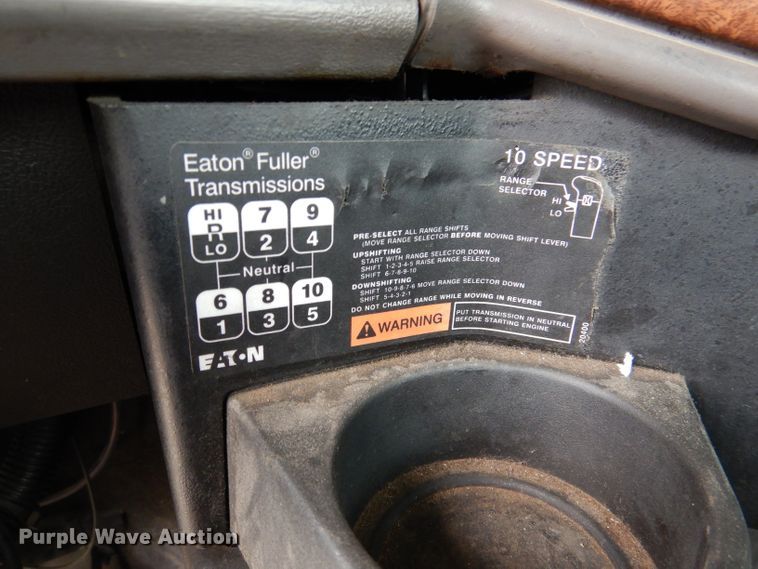 Eaton® Fuller®
Transmissions
10 SPEED
RANGE
SELECTOR
HI
LO
HI
R
LO
7
2
9
4
Neutral
6
1
8
3
10
5
EATON
PRE-SELECT ALL RANGE SHIFTS
(MOVE RANGE SELECTOR BEFORE MOVING SHIFT LEVER)
UPSHIFTING
START WITH RANGE SELECTOR DOWN
SHIFT 1-2-3-4-5 RAISE RANGE SELECTOR
SHIFT 6-7-8-9-10
DOWNSHIFTING
SHIFT 10-9-8-7-6 MOVE RANGE SELECTOR DOWN
SHIFT 5-4-3-2-1
DO NOT CHANGE RANGE WHILE MOVING IN REVERSE
WARNING
PUT TRANSMISSION IN NEUTRAL
BEFORE STARTING ENGINE
20400
Purple Wave Auction